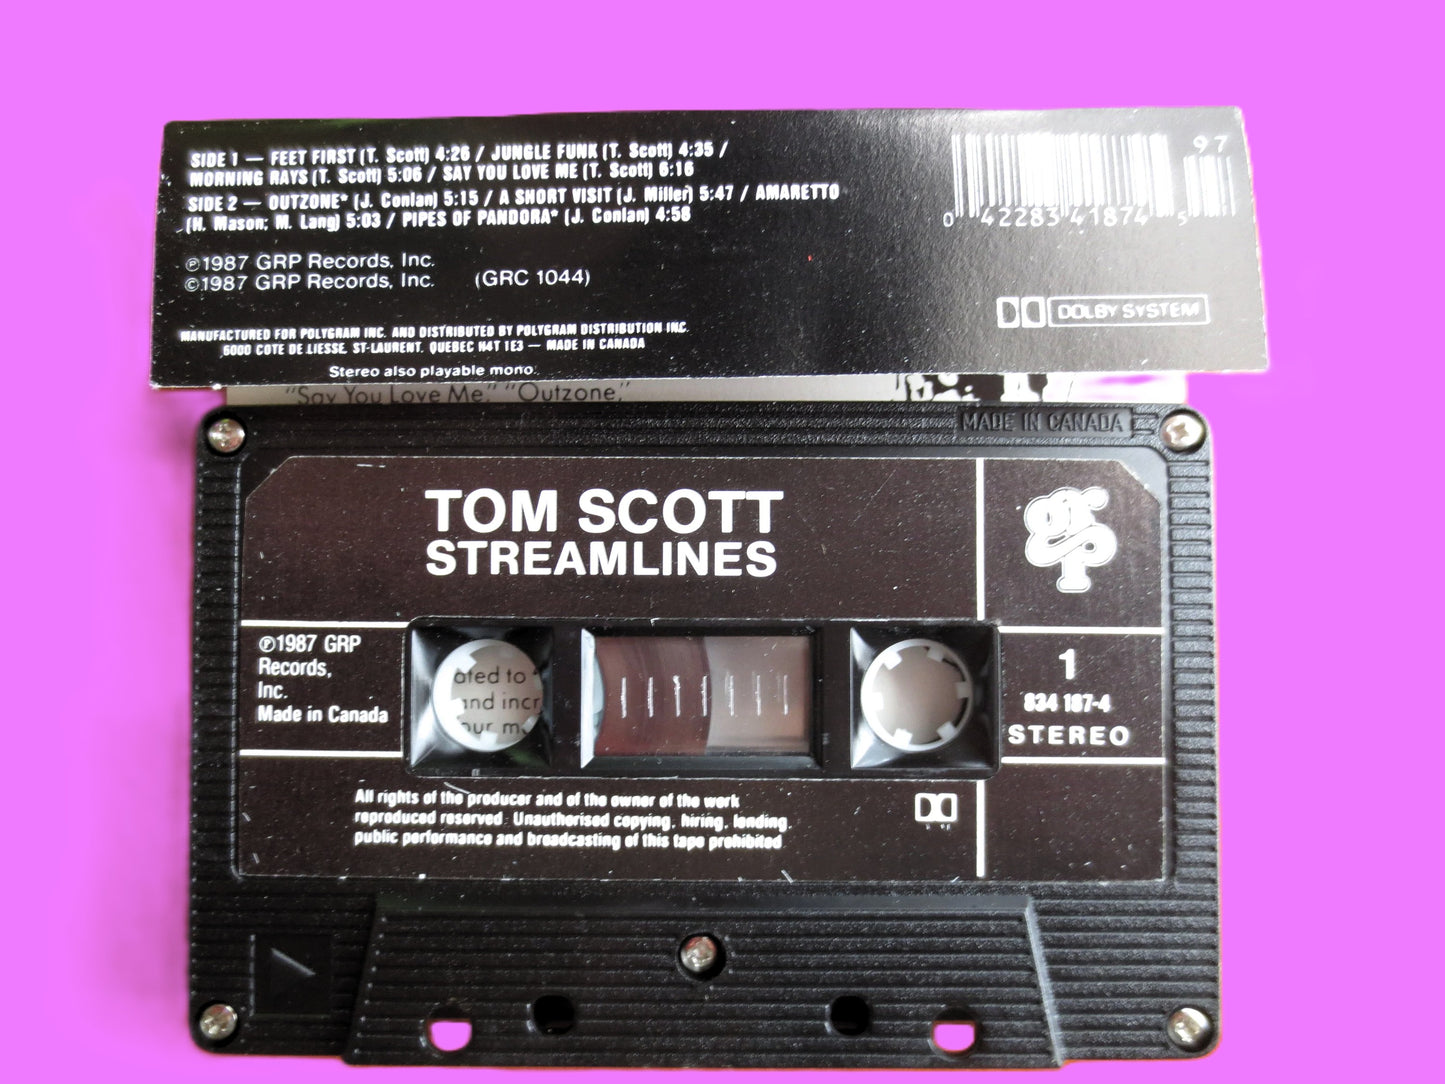 SIDE 1 — FEET FIRST (T. Scott) 4:26 / JUNGLE FUNK (T. Scott) 4:35 /
MORNING RAYS (T. Scott) 5:06 / SAY YOU LOVE ME (T. Scott) 6:16
SIDE 2 — OUTZONE* (J. Conlan) 5:15 / A SHORT VISIT (J. Miller) 5:47 / AMARETTO
(H. Mason; M. Lang) 5:03 / PIPES OF PANDORA* (J. Conlan) 4:58
℗1987 GRP Records, Inc.
©1987 GRP Records, Inc. (GRC 1044)
MANUFACTURED FOR POLYGRAM INC. AND DISTRIBUTED BY POLYGRAM DISTRIBUTION INC.
6000 COTE DE LIESSE, ST-LAURENT, QUEBEC H4T 1E3 — MADE IN CANADA
Stereo also playable mono.
97
0 42283 41874 5
DOLBY SYSTEM
"Say You Love Me," "Outzone,"
MADE IN CANADA
TOM SCOTT
STREAMLINES
grp
℗1987 GRP
Records,
Inc.
Made in Canada
ated to
and incr
our m
1
834 187-4
STEREO
All rights of the producer and of the owner of the work
reproduced reserved. Unauthorised copying, hiring, lending,
public performance and broadcasting of this tape prohibited